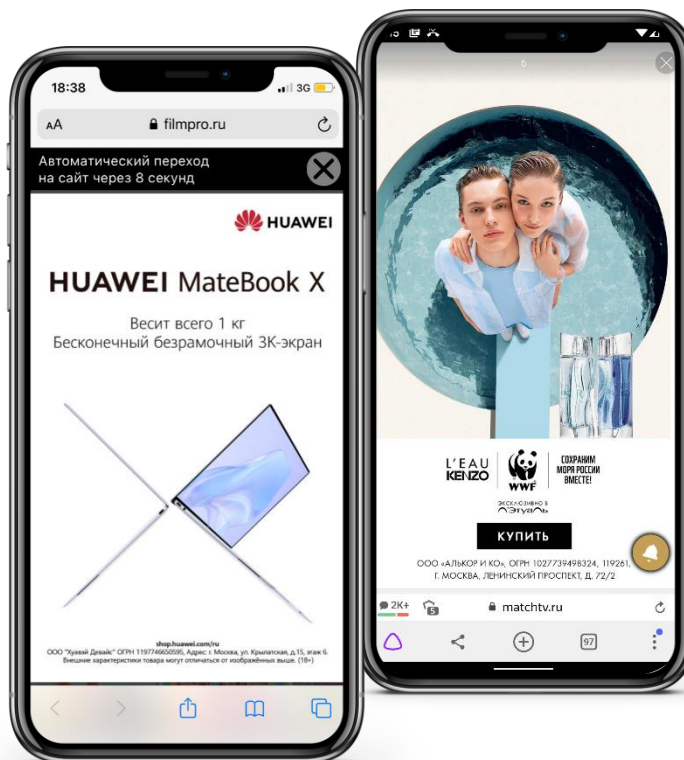 18:38
3G
AA
filmpro.ru
Автоматический переход
на сайт через 8 секунд
HUAWEI
HUAWEI MateBook X
Весит всего 1 кг
Бесконечный безрамочный 3К-экран
shop.huawei.com/ru
ООО "Хуавэй Девайс" ОГРН 1197746650595, Адрес: г. Москва, ул. Крылатская, д.15, этаж 6.
Внешние характеристики товара могут отличаться от изображённых выше. (18+)
6
L'EAU
KENZO
WWF
СОХРАНИМ
МОРЯ РОССИИ
ВМЕСТЕ!
ЭКСКЛЮЗИВНО В
Лэтуаль
КУПИТЬ
ООО «АЛЬКОР И КО», ОГРН 1027739498324, 119261,
Г. МОСКВА, ЛЕНИНСКИЙ ПРОСПЕКТ, Д. 72/2
2K+
5
matchtv.ru
97